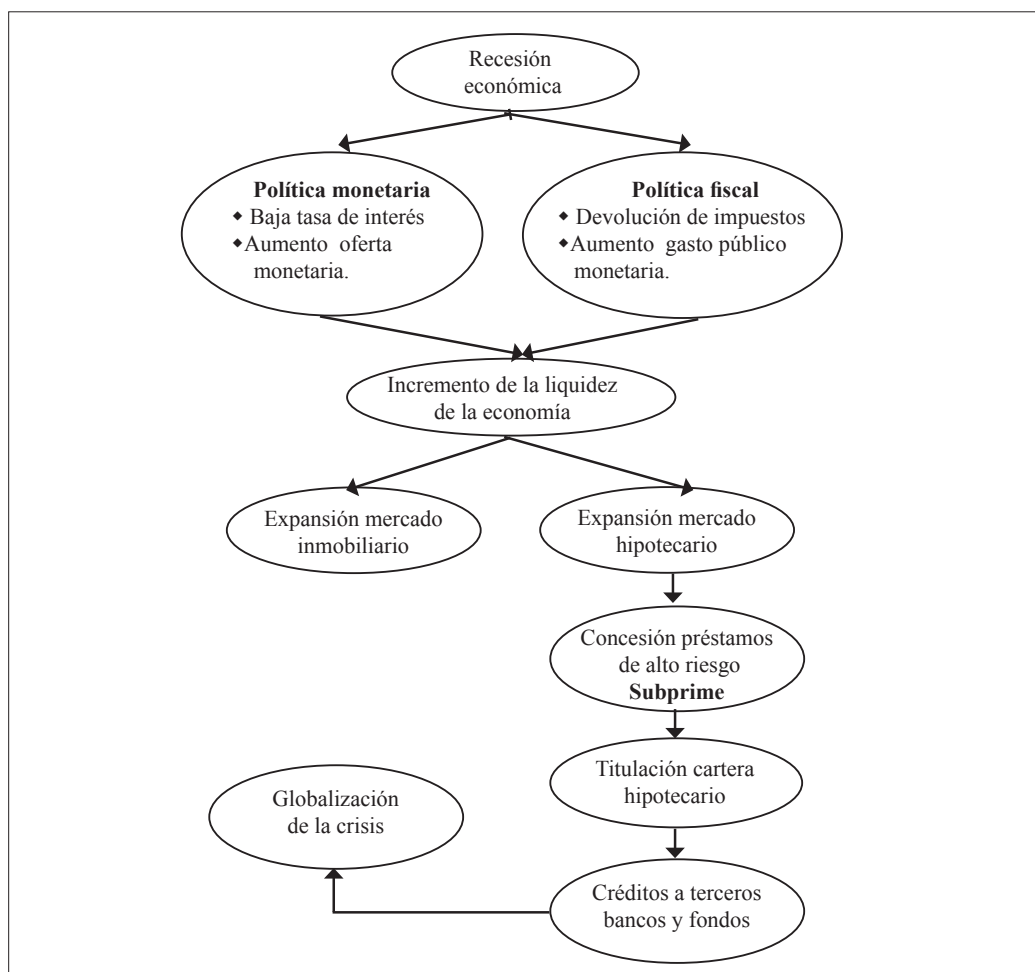 Recesión
económica
Política monetaria
◆ Baja tasa de interés
◆ Aumento oferta
monetaria.
Política fiscal
◆ Devolución de impuestos
◆ Aumento gasto público
monetaria.
Incremento de la liquidez
de la economía
Expansión mercado
inmobiliario
Expansión mercado
hipotecario
Concesión préstamos
de alto riesgo
Subprime
Titulación cartera
hipotecario
Globalización
de la crisis
Créditos a terceros
bancos y fondos